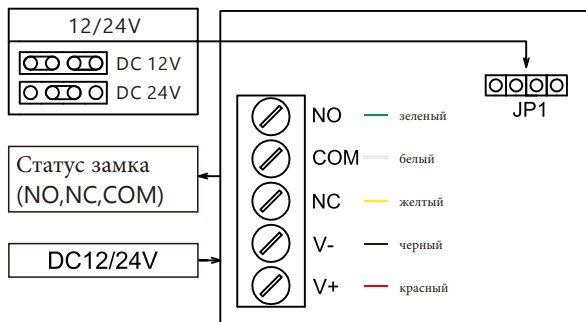 12/24V
DC 12V
DC 24V
JP1
NO зеленый
COM белый
Статус замка
(NO,NC,COM)
NC желтый
V- черный
DC12/24V
V+ красный